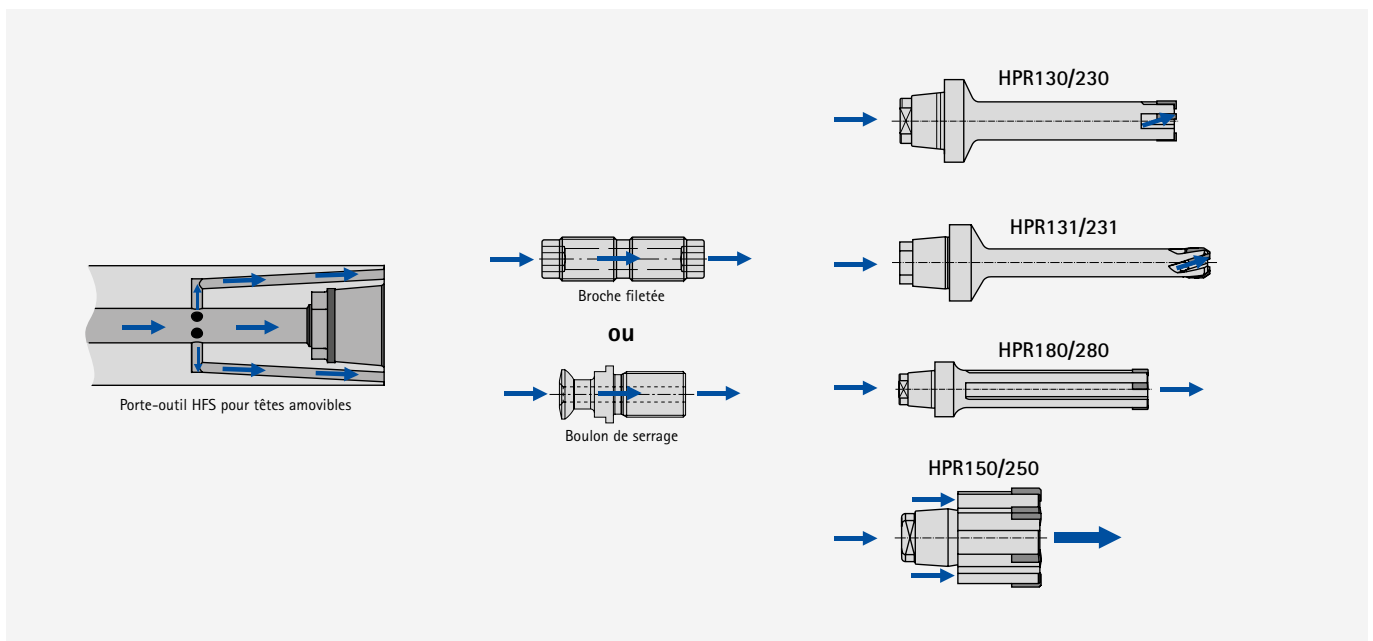 Porte-outil HFS pour têtes amovibles
Broche filetée
ou
Boulon de serrage
HPR130/230
HPR131/231
HPR180/280
HPR150/250